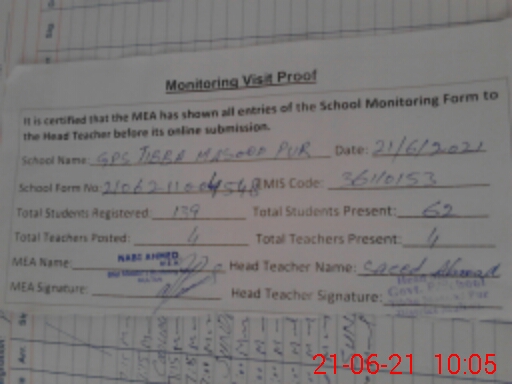 Monitoring Visit Proof
It is certified that the MEA has shown all entries of the School Monitoring Form to
the Head Teacher before its online submission.
School Name: GPS TIBBA MASOOD PUR Date: 21/6/2021
School Form No: EMIS Code: 36110153
Total Students Registered: 139 Total Students Present: 62
Total Teachers Posted: 4 Total Teachers Present: 4
MEA Name: AHMED Head Teacher Name: Saeed Ahmad
MEA Signature: Head Teacher Signature:
21-06-21 10:05